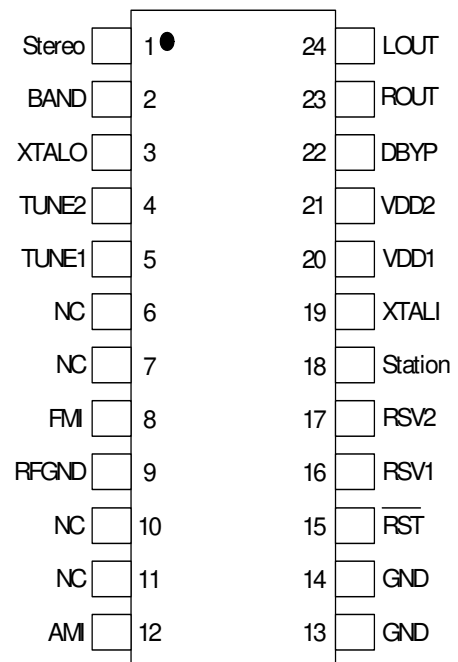 Stereo 1 24 LOUT
BAND 2 23 ROUT
XTALO 3 22 DBYP
TUNE2 4 21 VDD2
TUNE1 5 20 VDD1
NC 6 19 XTALI
NC 7 18 Station
FMI 8 17 RSV2
RFGND 9 16 RSV1
NC 10 15 R̅S̅T̅
NC 11 14 GND
AMI 12 13 GND